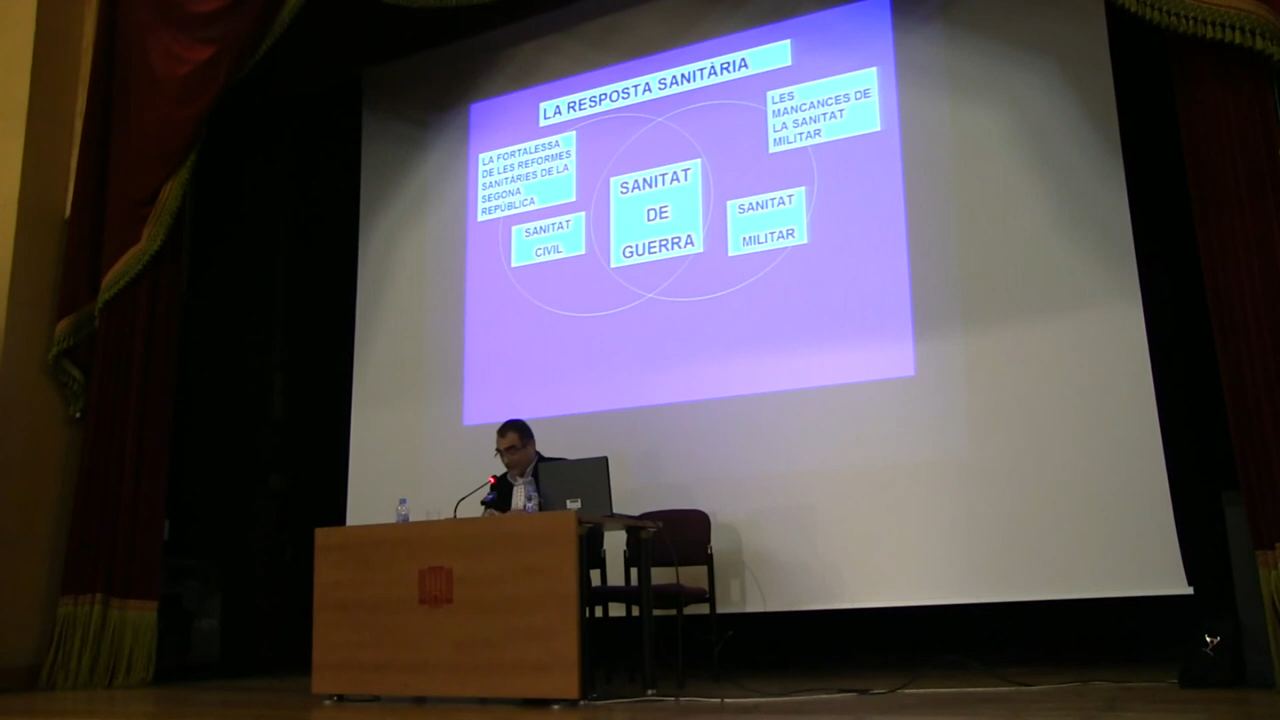 LA RESPOSTA SANITÀRIA
LES
MANCANCES DE
LA SANITAT
MILITAR
LA FORTALESSA
DE LES REFORMES
SANITÀRIES DE LA
SEGONA
REPÚBLICA
SANITAT
DE
GUERRA
SANITAT
CIVIL
SANITAT
MILITAR